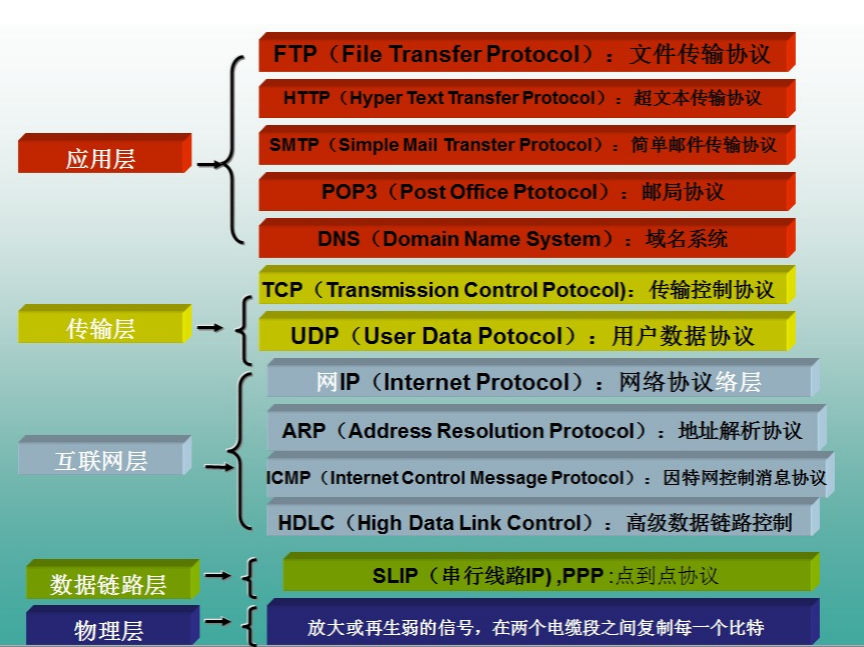 FTP（File Transfer Protocol）：文件传输协议
HTTP（Hyper Text Transfer Protocol）：超文本传输协议
应用层
SMTP（Simple Mail Transter Protocol）：简单邮件传输协议
POP3（Post Office Ptotocol）：邮局协议
DNS（Domain Name System）：域名系统
TCP（Transmission Control Potocol)：传输控制协议
传输层
UDP（User Data Potocol）：用户数据协议
网IP（Internet Protocol）：网络协议络层
ARP（Address Resolution Protocol）：地址解析协议
互联网层
ICMP（Internet Control Message Protocol）：因特网控制消息协议
HDLC（High Data Link Control）：高级数据链路控制
数据链路层
SLIP（串行线路IP) ,PPP :点到点协议
物理层
放大或再生弱的信号，在两个电缆段之间复制每一个比特